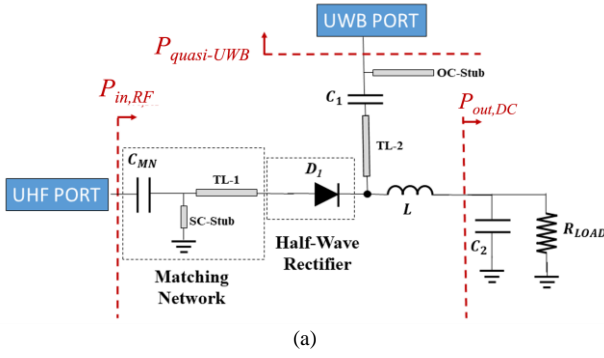 UWB PORT
P_quasi-UWB
OC-Stub
P_in,RF
C_1
P_out,DC
C_MN
TL-1
D_1
TL-2
UHF PORT
SC-Stub
L
C_2
R_LOAD
Half-Wave
Rectifier
Matching
Network
(a)